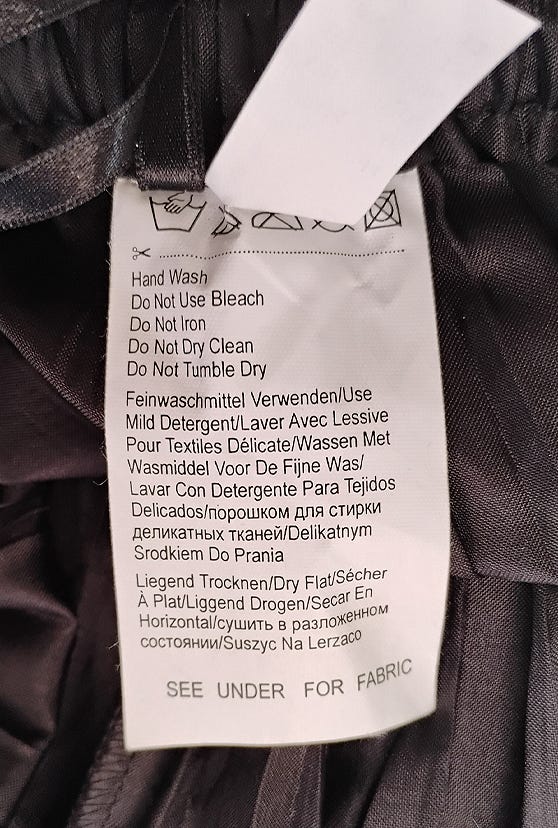 Hand Wash
Do Not Use Bleach
Do Not Iron
Do Not Dry Clean
Do Not Tumble Dry
Feinwaschmittel Verwenden/Use
Mild Detergent/Laver Avec Lessive
Pour Textiles Délicate/Wassen Met
Wasmiddel Voor De Fijne Was/
Lavar Con Detergente Para Tejidos
Delicados/порошком для стирки
деликатных тканей/Delikatnym
Srodkiem Do Prania
Liegend Trocknen/Dry Flat/Sécher
À Plat/Liggend Drogen/Secar En
Horizontal/сушить в разложенном
состоянии/Suszyc Na Lerzaco
SEE UNDER FOR FABRIC